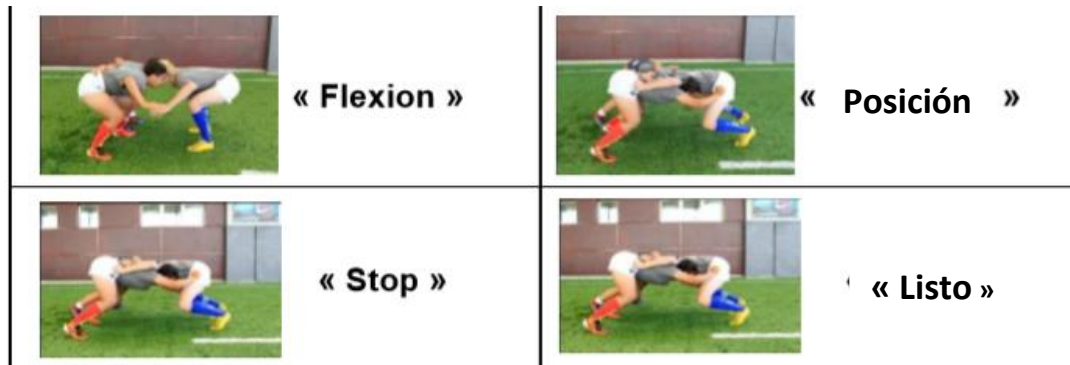 « Flexion »
« Posición »
« Stop »
« Listo »